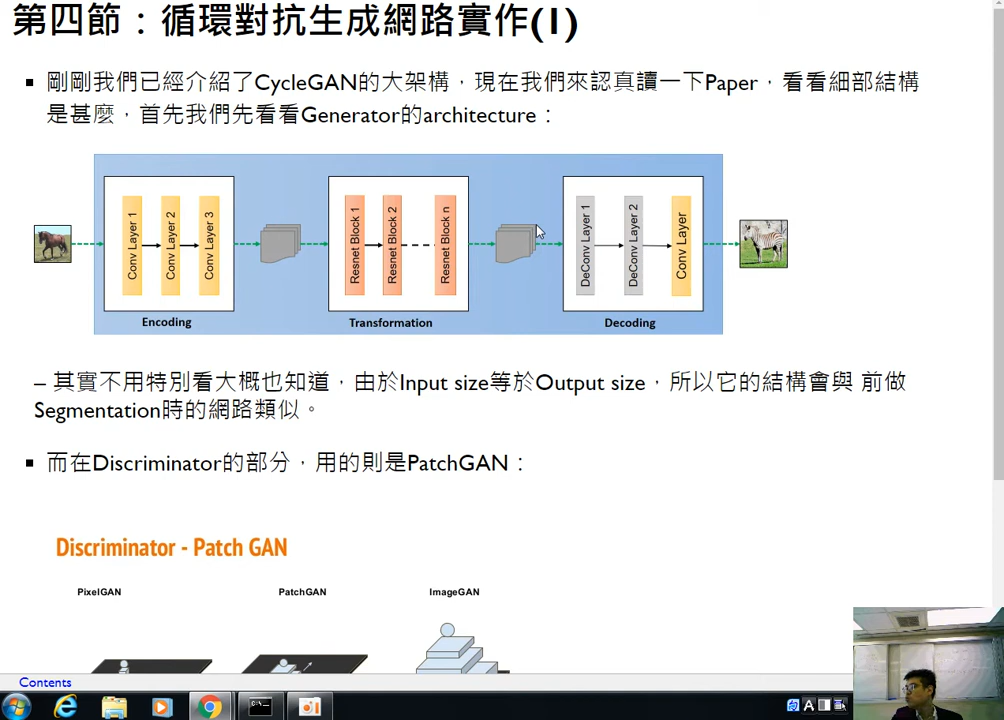 第四節：循環對抗生成網路實作(1)
▪ 剛剛我們已經介紹了CycleGAN的大架構，現在我們來認真讀一下Paper，看看細部結構
是甚麼，首先我們先看看Generator的architecture：
Conv Layer 1
Conv Layer 2
Conv Layer 3
Encoding
Resnet Block 1
Resnet Block 2
Resnet Block n
Transformation
DeConv Layer 1
DeConv Layer 2
Conv Layer
Decoding
– 其實不用特別看大概也知道，由於Input size等於Output size，所以它的結構會與 前做
Segmentation時的網路類似。
▪ 而在Discriminator的部分，用的則是PatchGAN：
Discriminator - Patch GAN
PixelGAN
PatchGAN
ImageGAN
Contents
A